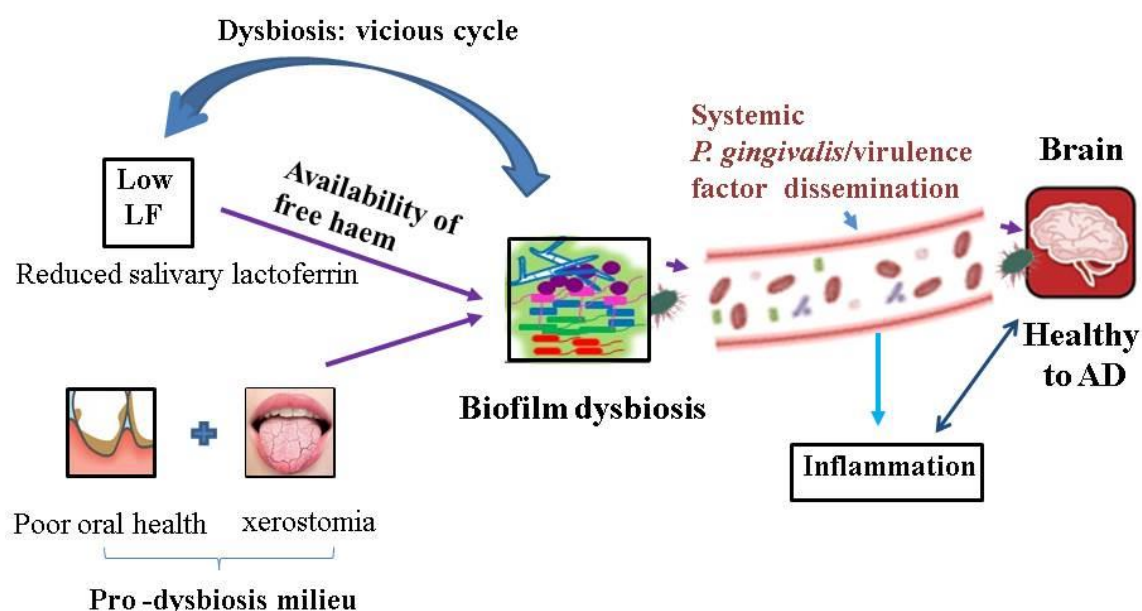 Dysbiosis: vicious cycle
Low
LF
Reduced salivary lactoferrin
Availability of
free haem
Systemic
P. gingivalis/virulence
factor dissemination
Brain
Healthy
to AD
Biofilm dysbiosis
Inflammation
Poor oral health
xerostomia
Pro -dysbiosis milieu